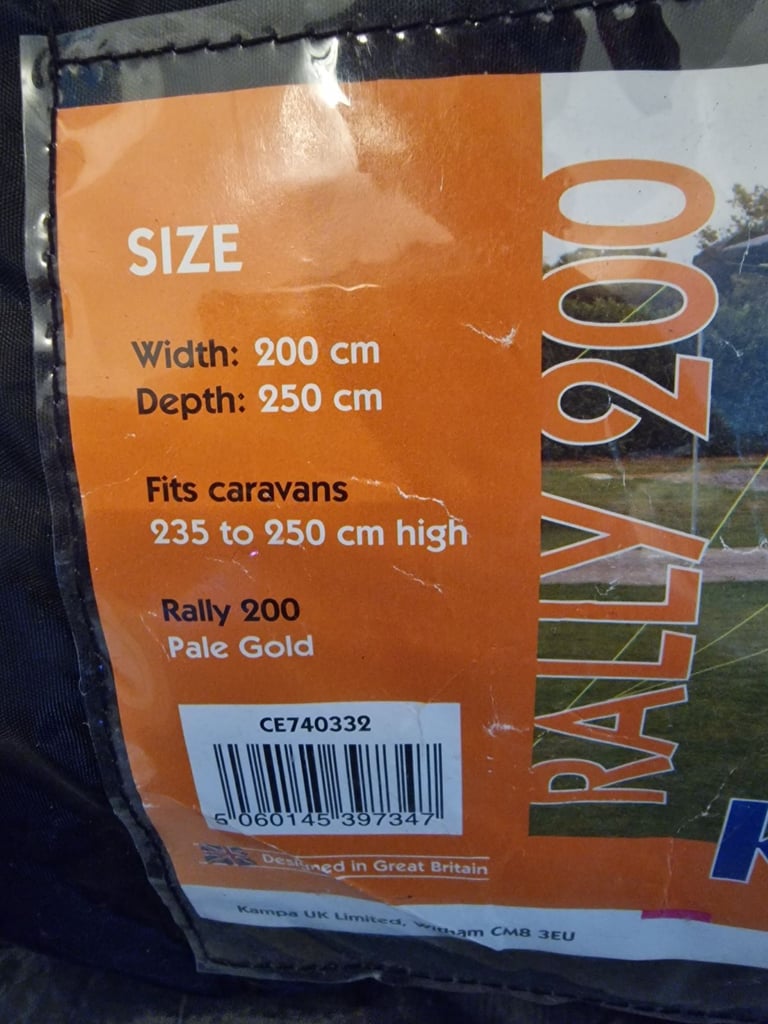 SIZE
Width: 200 cm
Depth: 250 cm
Fits caravans
235 to 250 cm high
Rally 200
Pale Gold
CE740332
5 060145 397347
Designed in Great Britain
Kampa UK Limited, Witham CM8 3EU
RALLY 200
K